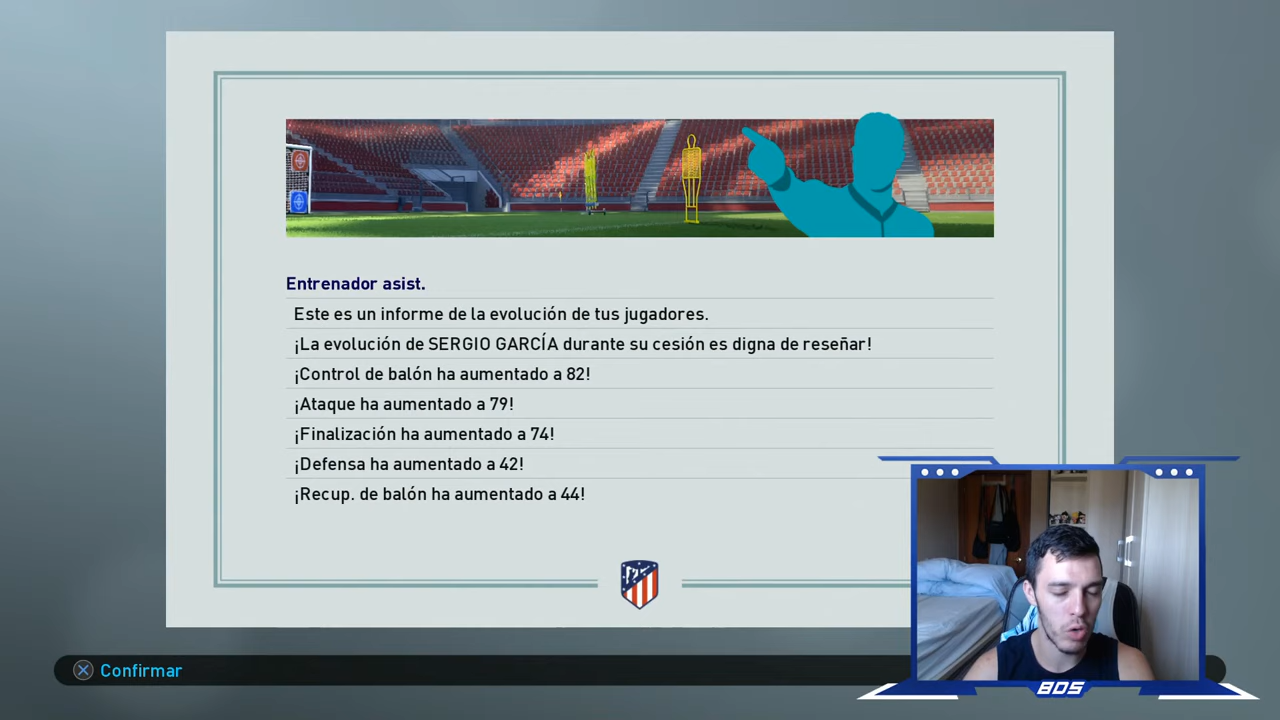 Entrenador asist.
Este es un informe de la evolución de tus jugadores.
¡La evolución de SERGIO GARCÍA durante su cesión es digna de reseñar!
¡Control de balón ha aumentado a 82!
¡Ataque ha aumentado a 79!
¡Finalización ha aumentado a 74!
¡Defensa ha aumentado a 42!
¡Recup. de balón ha aumentado a 44!
Confirmar
BDS